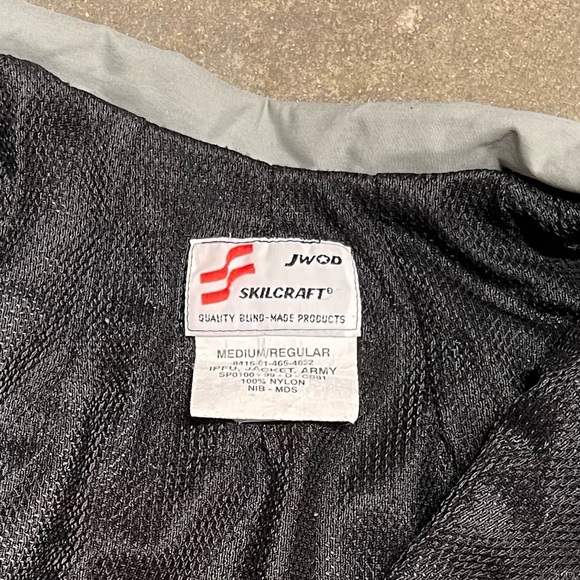 JWOD
SKILCRAFT®
QUALITY BLIND-MADE PRODUCTS
MEDIUM/REGULAR
IPFU, JACKET, ARMY
100% NYLON
NIB - MDS